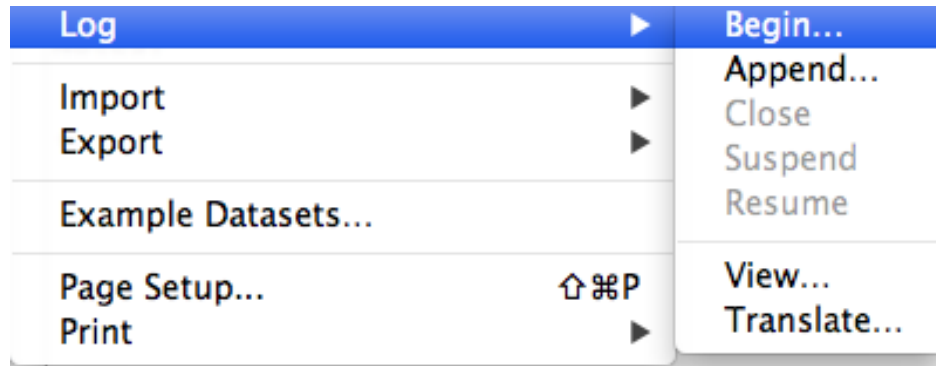 Log ▶
Import ▶
Export ▶
Example Datasets...
Page Setup... ⇧⌘P
Print ▶
Begin...
Append...
Close
Suspend
Resume
View...
Translate...